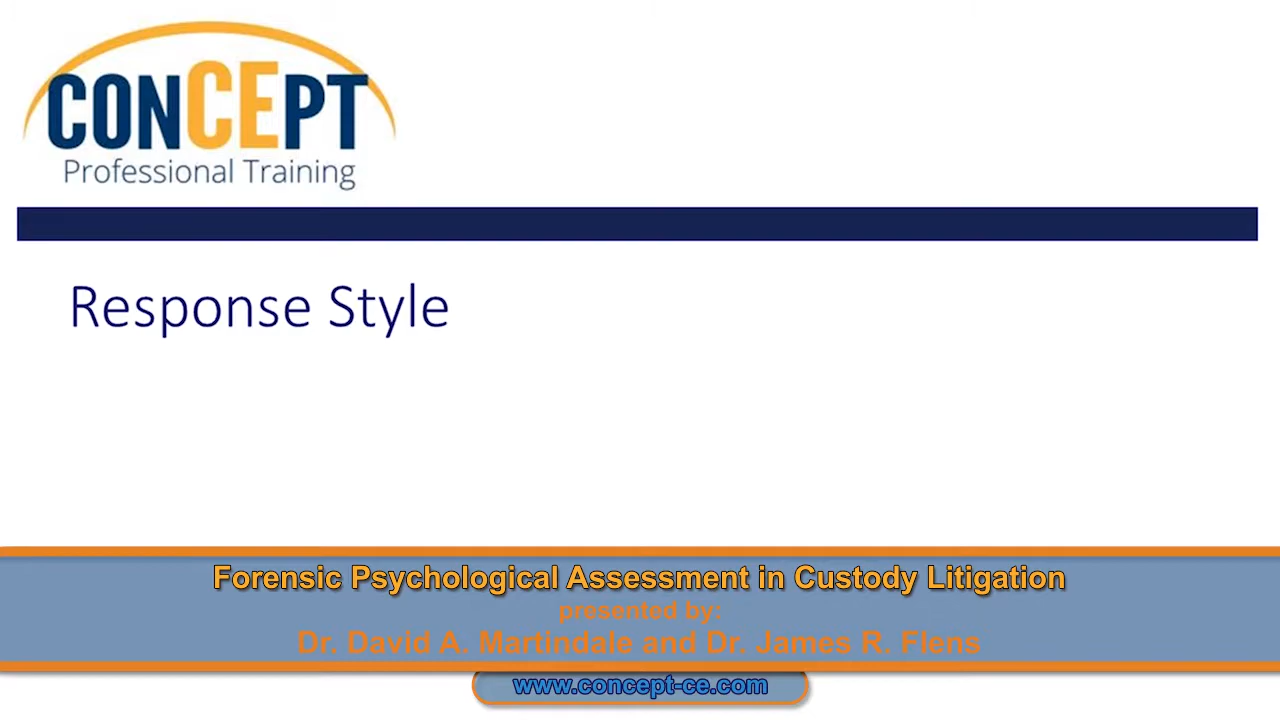 CONCEPT
Professional Training
Response Style
Forensic Psychological Assessment in Custody Litigation
presented by:
Dr. David A. Martindale and Dr. James R. Flens
www.concept-ce.com